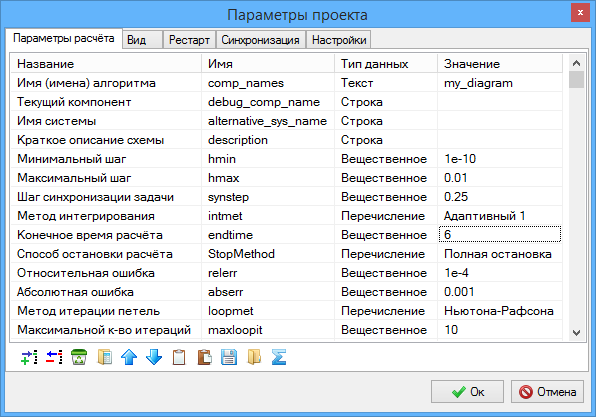 Параметры проекта
Параметры расчёта Вид Рестарт Синхронизация Настройки
Название Имя Тип данных Значение
Имя (имена) алгоритма comp_names Текст my_diagram
Текущий компонент debug_comp_name Строка
Имя системы alternative_sys_name Строка
Краткое описание схемы description Строка
Минимальный шаг hmin Вещественное 1e-10
Максимальный шаг hmax Вещественное 0.01
Шаг синхронизации задачи synstep Вещественное 0.25
Метод интегрирования intmet Перечисление Адаптивный 1
Конечное время расчёта endtime Вещественное 6
Способ остановки расчёта StopMethod Перечисление Полная остановка
Относительная ошибка relerr Вещественное 1e-4
Абсолютная ошибка abserr Вещественное 0.001
Метод итерации петель loopmet Перечисление Ньютона-Рафсона
Максимальной к-во итераций maxloopit Вещественное 10
Ок Отмена